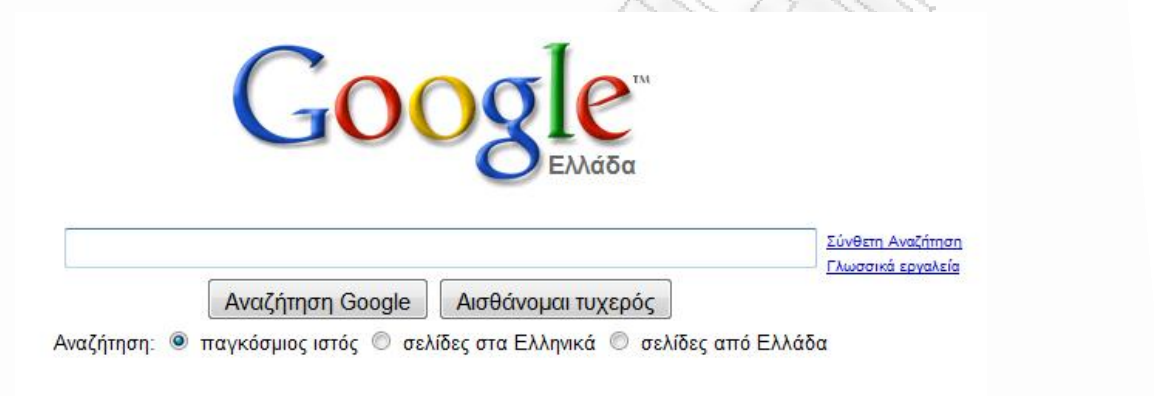 Google™
Ελλάδα
Σύνθετη Αναζήτηση
Γλωσσικά εργαλεία
Αναζήτηση Google Αισθάνομαι τυχερός
Αναζήτηση: παγκόσμιος ιστός σελίδες στα Ελληνικά σελίδες από Ελλάδα